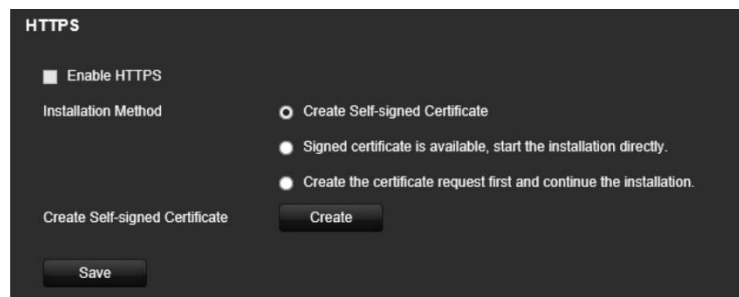 HTTPS
Enable HTTPS
Installation Method
Create Self-signed Certificate
Signed certificate is available, start the installation directly.
Create the certificate request first and continue the installation.
Create Self-signed Certificate
Create
Save